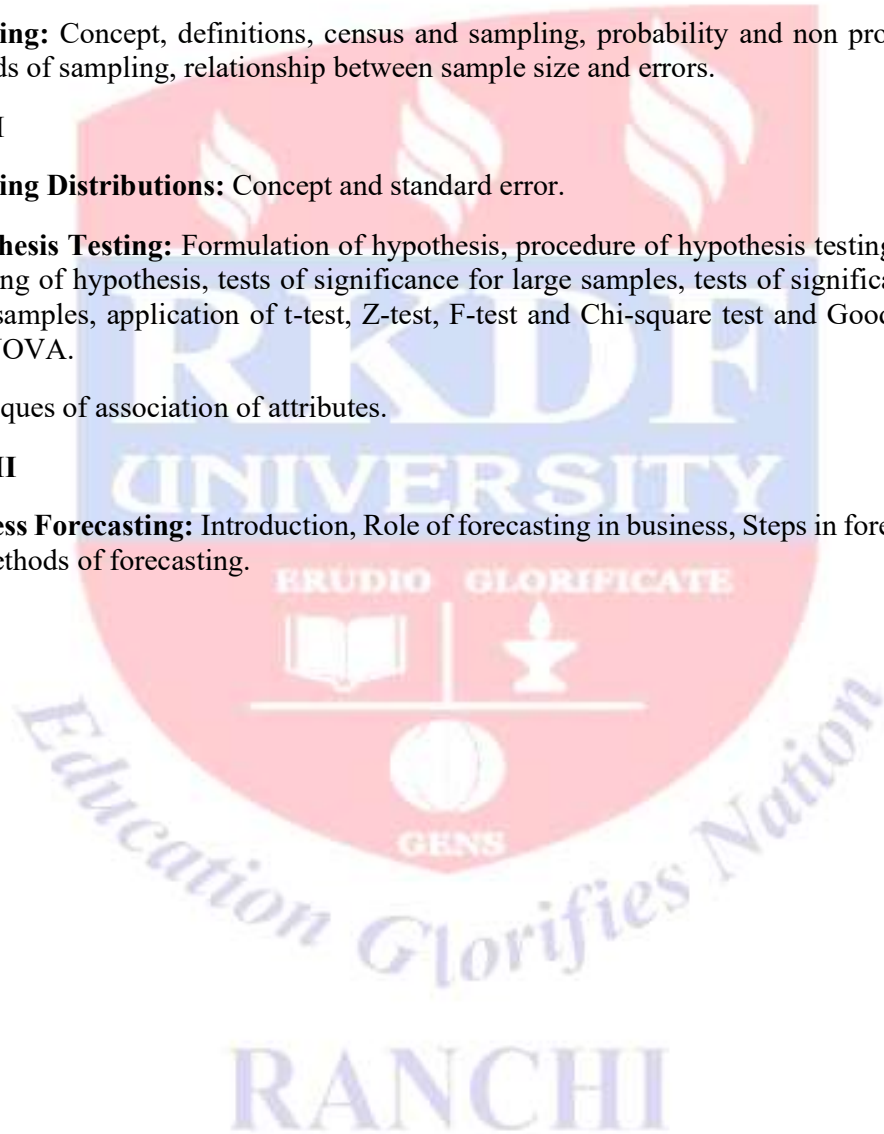 ing: Concept, definitions, census and sampling, probability and non pro
ds of sampling, relationship between sample size and errors.
I
ing Distributions: Concept and standard error.
hesis Testing: Formulation of hypothesis, procedure of hypothesis testing
ng of hypothesis, tests of significance for large samples, tests of significa
samples, application of t-test, Z-test, F-test and Chi-square test and Good
NOVA.
ques of association of attributes.
II
ess Forecasting: Introduction, Role of forecasting in business, Steps in fore
ethods of forecasting.
RKDF
UNIVERSITY
ERUDIO GLORIFICATE
GENS
Education Glorifies Nation
RANCHI